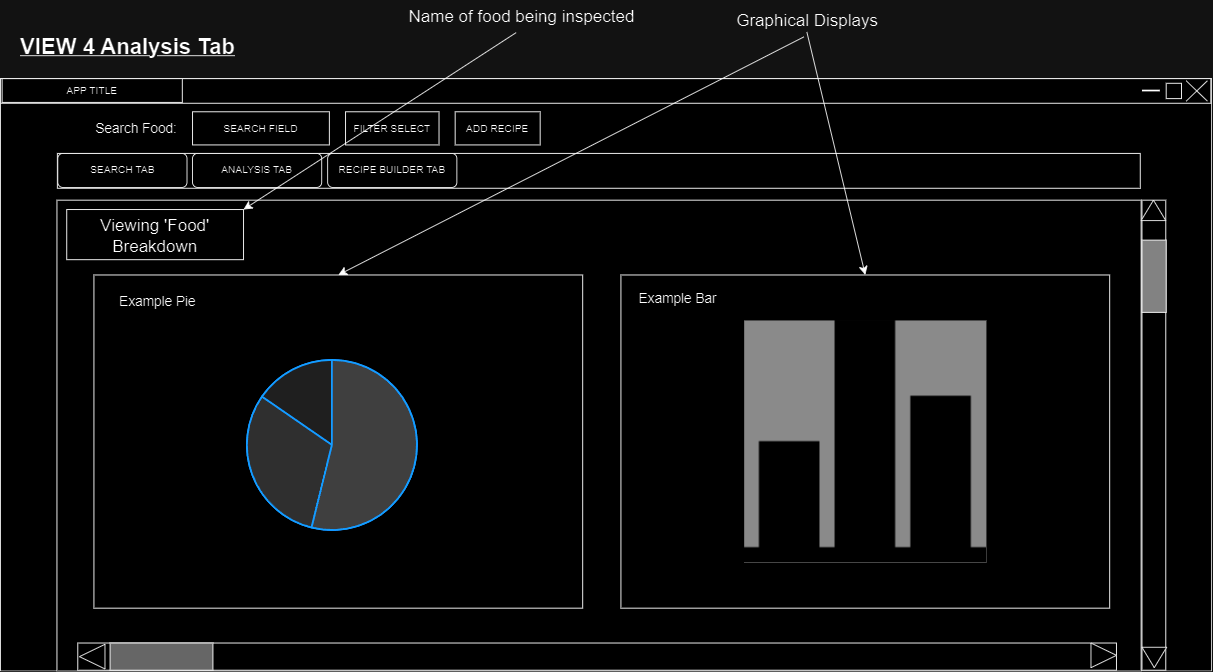 Name of food being inspected
Graphical Displays
VIEW 4 Analysis Tab
APP TITLE
Search Food:
SEARCH FIELD
FILTER SELECT
ADD RECIPE
SEARCH TAB
ANALYSIS TAB
RECIPE BUILDER TAB
Viewing 'Food'
Breakdown
Example Pie
Example Bar